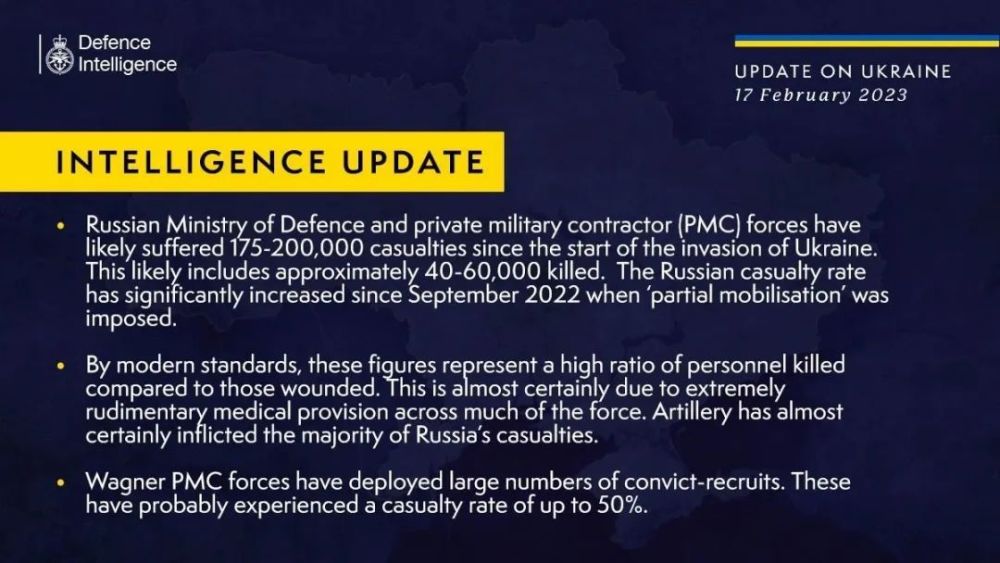 Defence
Intelligence
UPDATE ON UKRAINE
17 February 2023
INTELLIGENCE UPDATE
• Russian Ministry of Defence and private military contractor (PMC) forces have
likely suffered 175-200,000 casualties since the start of the invasion of Ukraine.
This likely includes approximately 40-60,000 killed. The Russian casualty rate
has significantly increased since September 2022 when ‘partial mobilisation’ was
imposed.
• By modern standards, these figures represent a high ratio of personnel killed
compared to those wounded. This is almost certainly due to extremely
rudimentary medical provision across much of the force. Artillery has almost
certainly inflicted the majority of Russia’s casualties.
• Wagner PMC forces have deployed large numbers of convict-recruits. These
have probably experienced a casualty rate of up to 50%.